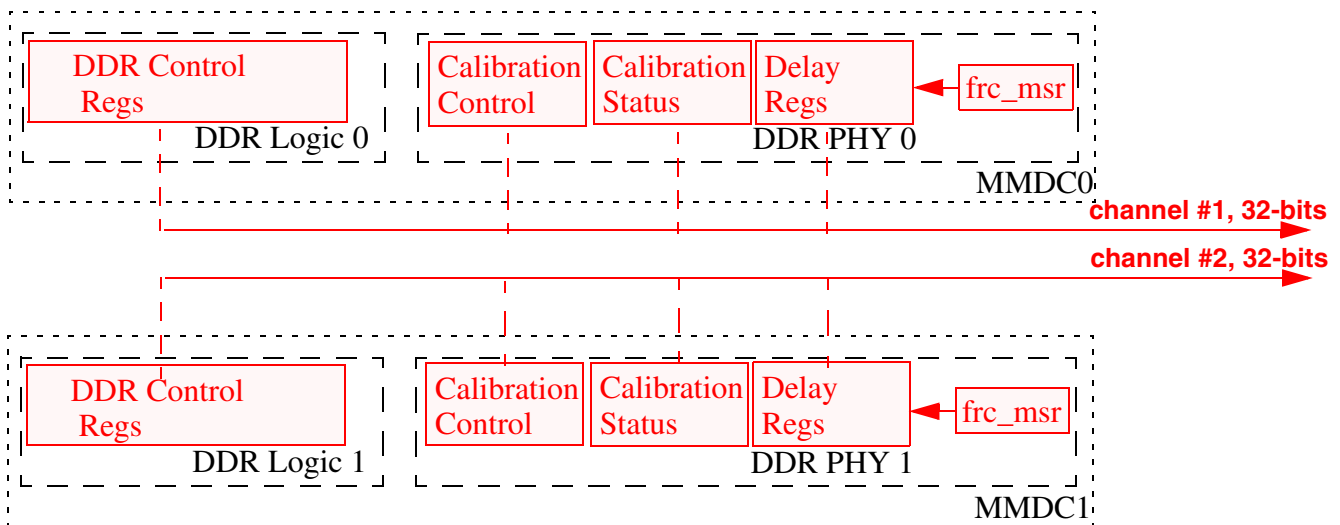 DDR Control
Regs
DDR Logic 0
Calibration
Control
Calibration
Status
Delay
Regs
frc_msr
DDR PHY 0
MMDC0
channel #1, 32-bits
channel #2, 32-bits
DDR Control
Regs
DDR Logic 1
Calibration
Control
Calibration
Status
Delay
Regs
frc_msr
DDR PHY 1
MMDC1